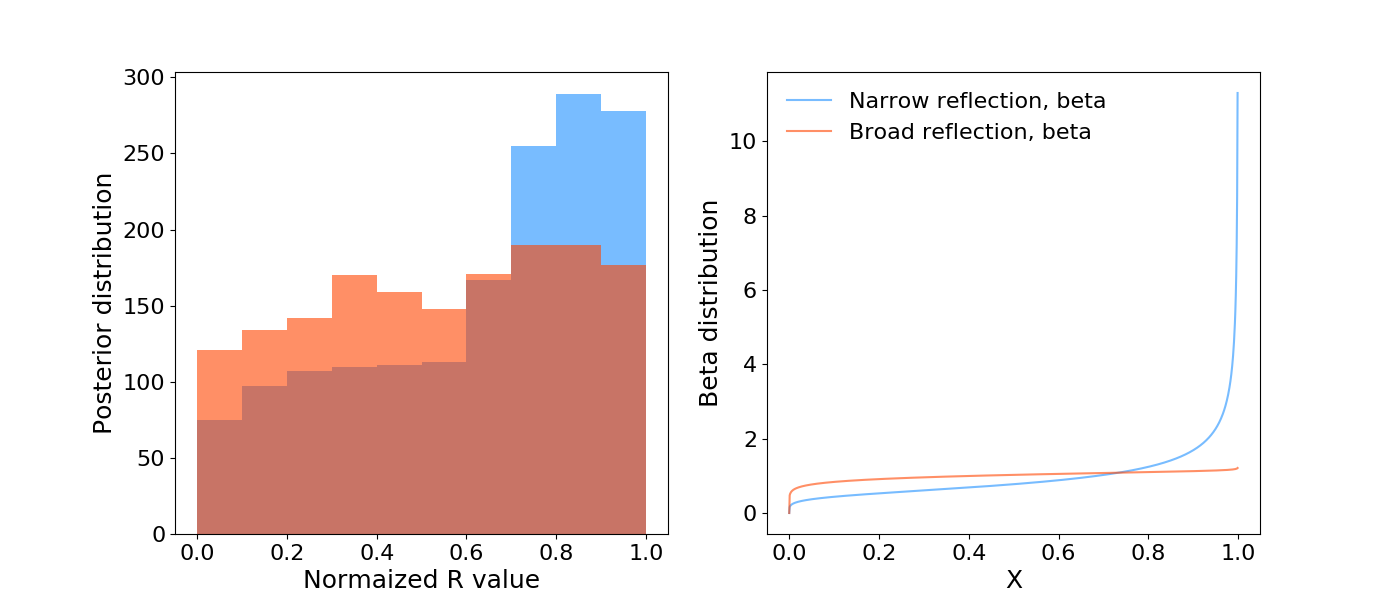 300
250
200
150
100
50
0
Posterior distribution
0.0 0.2 0.4 0.6 0.8 1.0
Normaized R value
Narrow reflection, beta
Broad reflection, beta
10
8
6
4
2
0
Beta distribution
0.0 0.2 0.4 0.6 0.8 1.0
X